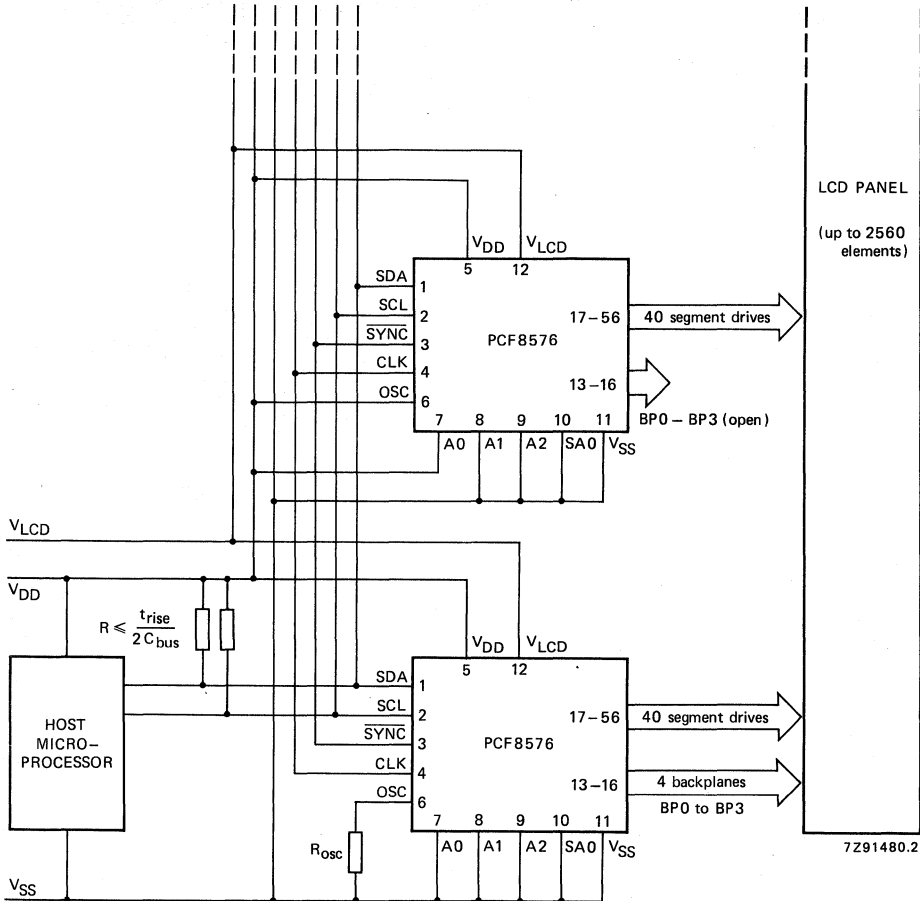 LCD PANEL
(up to 2560
elements)
VDD
VLCD
5
12
SDA
1
SCL
2
SYNC
3
CLK
4
OSC
6
PCF8576
17–56
40 segment drives
13–16
BP0 – BP3 (open)
7
8
9
10
11
A0
A1
A2
SA0
VSS
VLCD
VDD
R ⩽ trise
2Cbus
HOST
MICRO–
PROCESSOR
VDD
VLCD
5
12
SDA
1
SCL
2
SYNC
3
CLK
4
OSC
6
PCF8576
17–56
40 segment drives
13–16
4 backplanes
BP0 to BP3
7
8
9
10
11
A0
A1
A2
SA0
VSS
Rosc
VSS
7Z91480.2